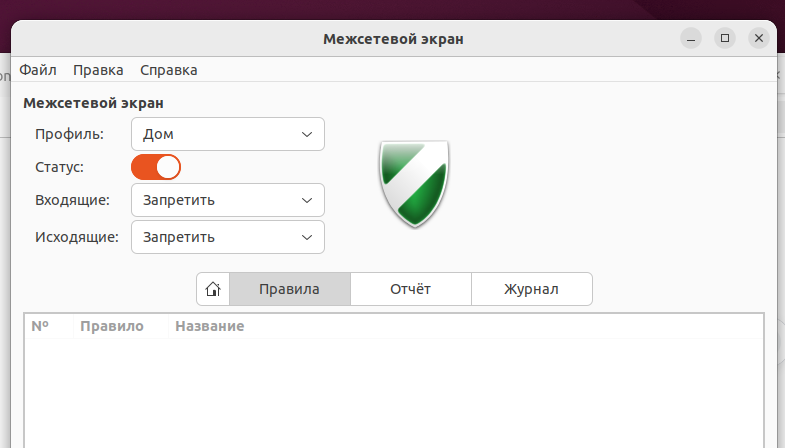 Межсетевой экран
Файл Правка Справка
Межсетевой экран
Профиль: Дом
Статус:
Входящие: Запретить
Исходящие: Запретить
Правила Отчёт Журнал
Nº Правило Название